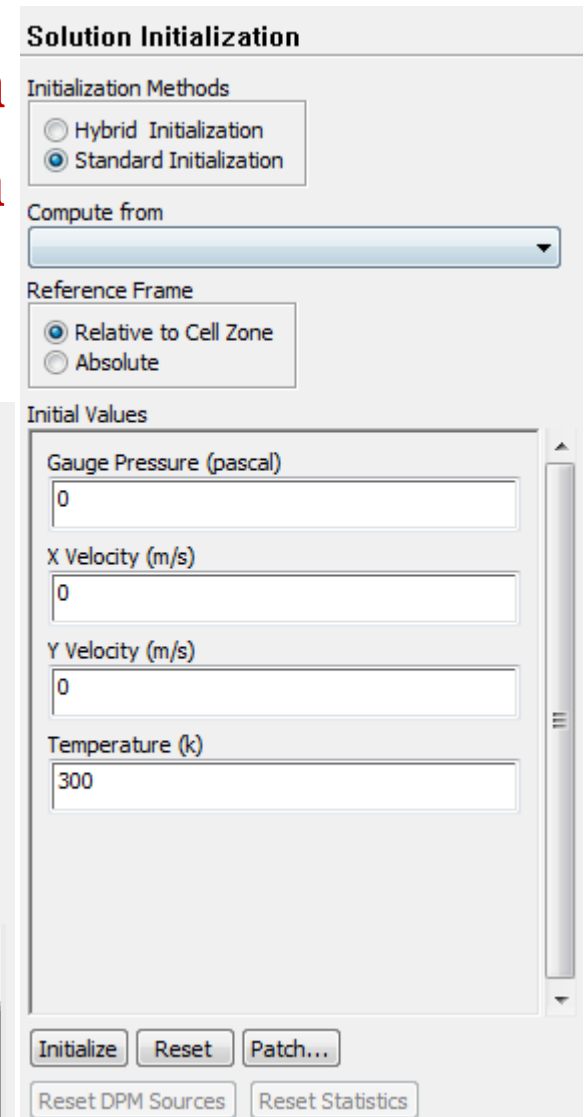 Solution Initialization
Initialization Methods
Hybrid Initialization
Standard Initialization
Compute from
Reference Frame
Relative to Cell Zone
Absolute
Initial Values
Gauge Pressure (pascal)
0
X Velocity (m/s)
0
Y Velocity (m/s)
0
Temperature (k)
300
Initialize Reset Patch...
Reset DPM Sources Reset Statistics